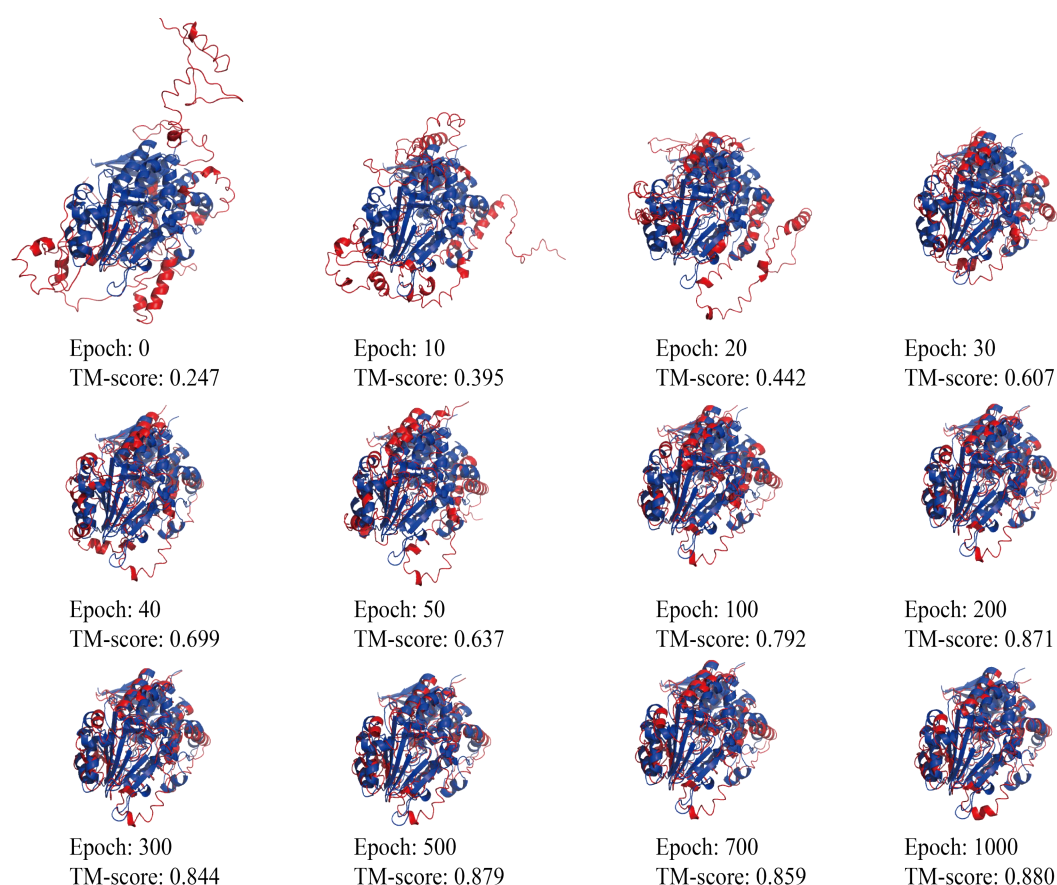 Epoch: 0
TM-score: 0.247
Epoch: 10
TM-score: 0.395
Epoch: 20
TM-score: 0.442
Epoch: 30
TM-score: 0.607
Epoch: 40
TM-score: 0.699
Epoch: 50
TM-score: 0.637
Epoch: 100
TM-score: 0.792
Epoch: 200
TM-score: 0.871
Epoch: 300
TM-score: 0.844
Epoch: 500
TM-score: 0.879
Epoch: 700
TM-score: 0.859
Epoch: 1000
TM-score: 0.880